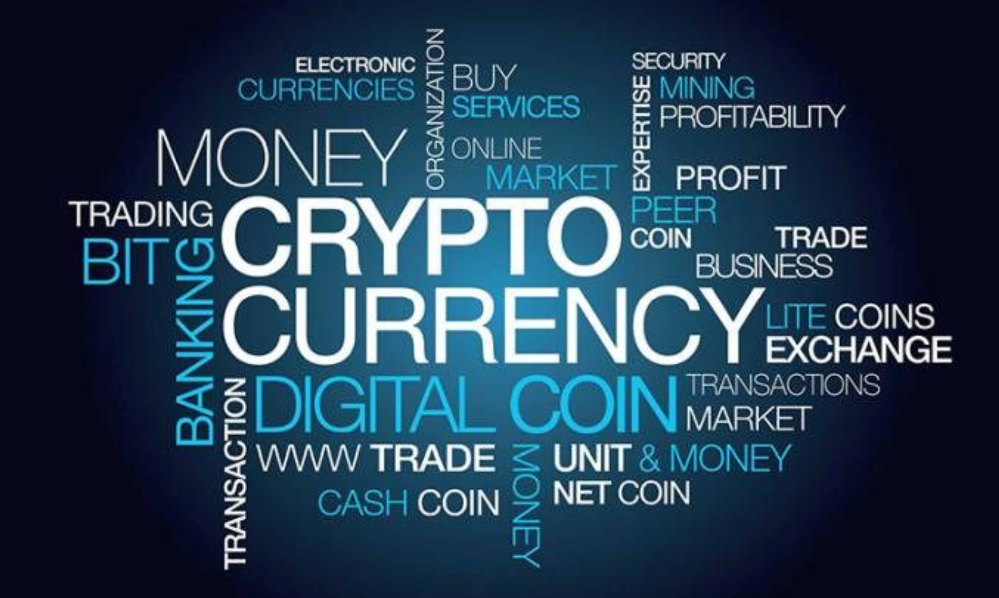 ORGANIZATION
ELECTRONIC
CURRENCIES
BUY
SERVICES
ONLINE
MARKET
SECURITY
EXPERTISE
MINING
PROFITABILITY
MONEY
PROFIT
PEER
COIN
TRADE
BUSINESS
TRADING
BIT
BANKING
CRYPTO
CURRENCY
LITE COINS
EXCHANGE
DIGITAL COIN
TRANSACTIONS
MARKET
TRANSACTION
WWW TRADE
CASH COIN
MONEY
UNIT & MONEY
NET COIN